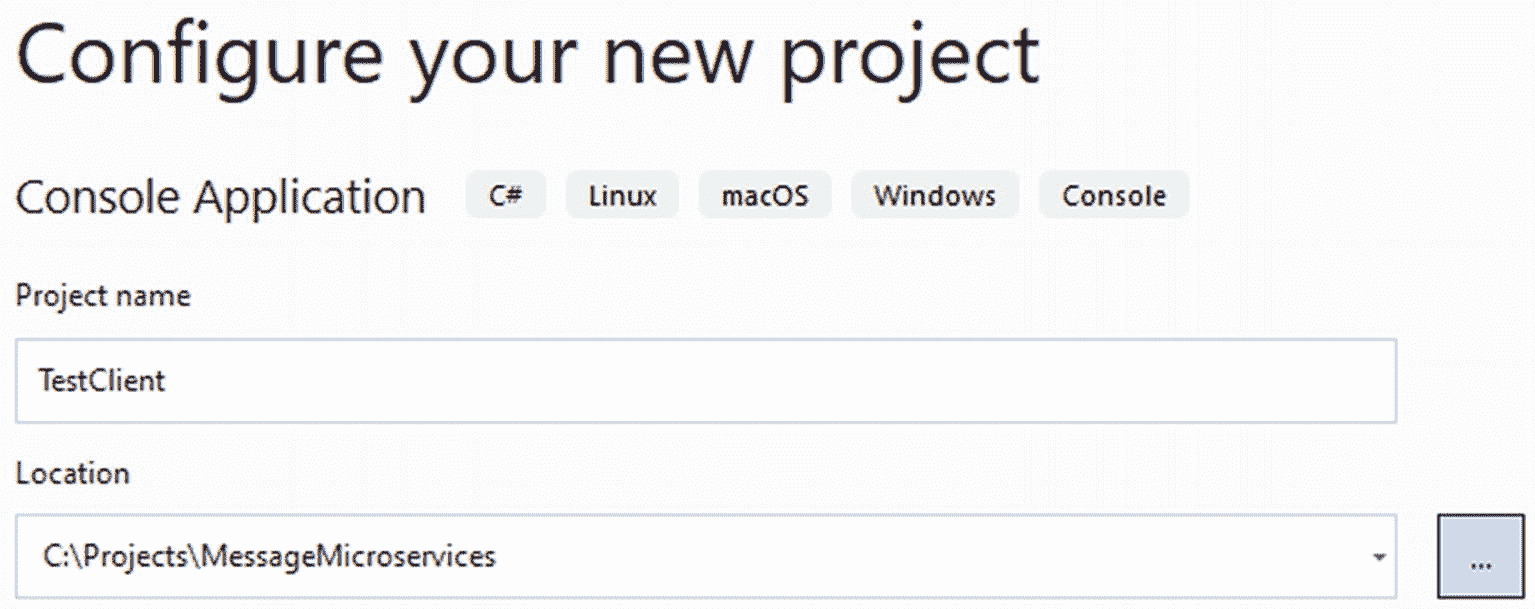 Configure your new project
Console Application C# Linux macOS Windows Console
Project name
TestClient
Location
C:\Projects\MessageMicroservices
...